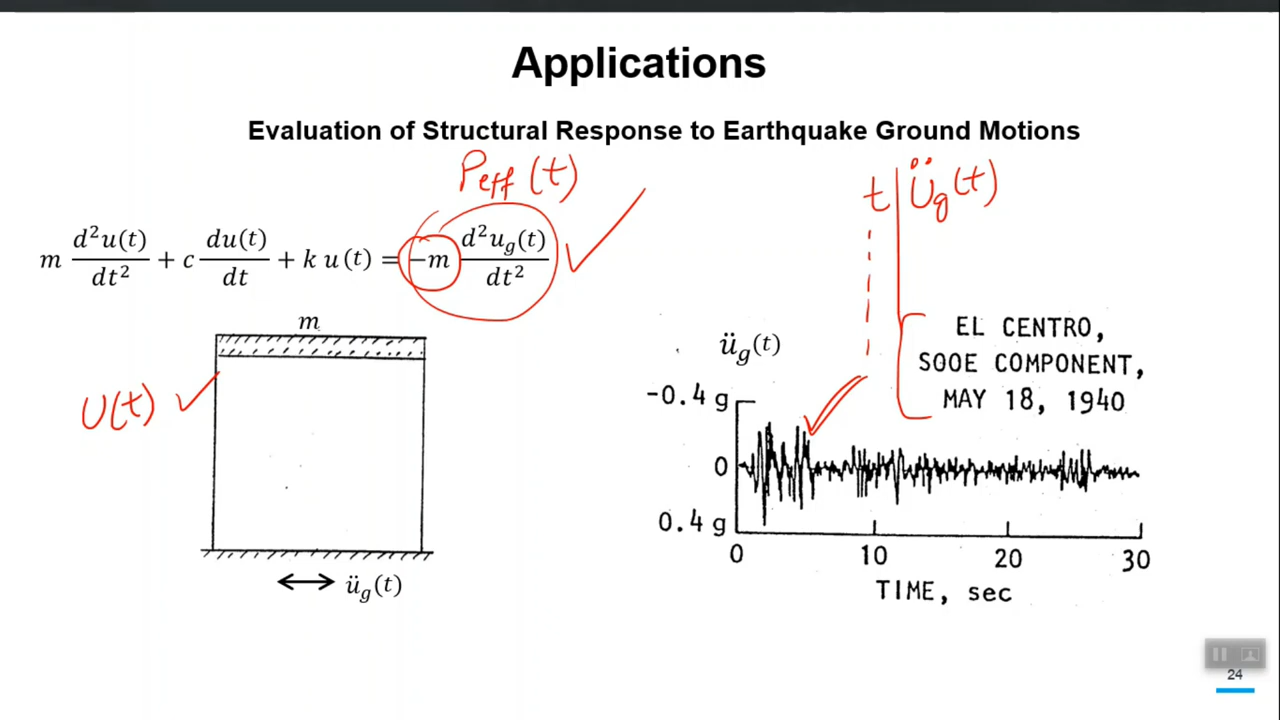 Applications
Evaluation of Structural Response to Earthquake Ground Motions
Peff(t)
t | Üg(t)
m d²u(t)/dt² + c du(t)/dt + k u(t) = −m d²ug(t)/dt²
m
U(t)
üg(t)
üg(t)
EL CENTRO,
SOOE COMPONENT,
MAY 18, 1940
-0.4 g
0
0.4 g
0 10 20 30
TIME, sec
24